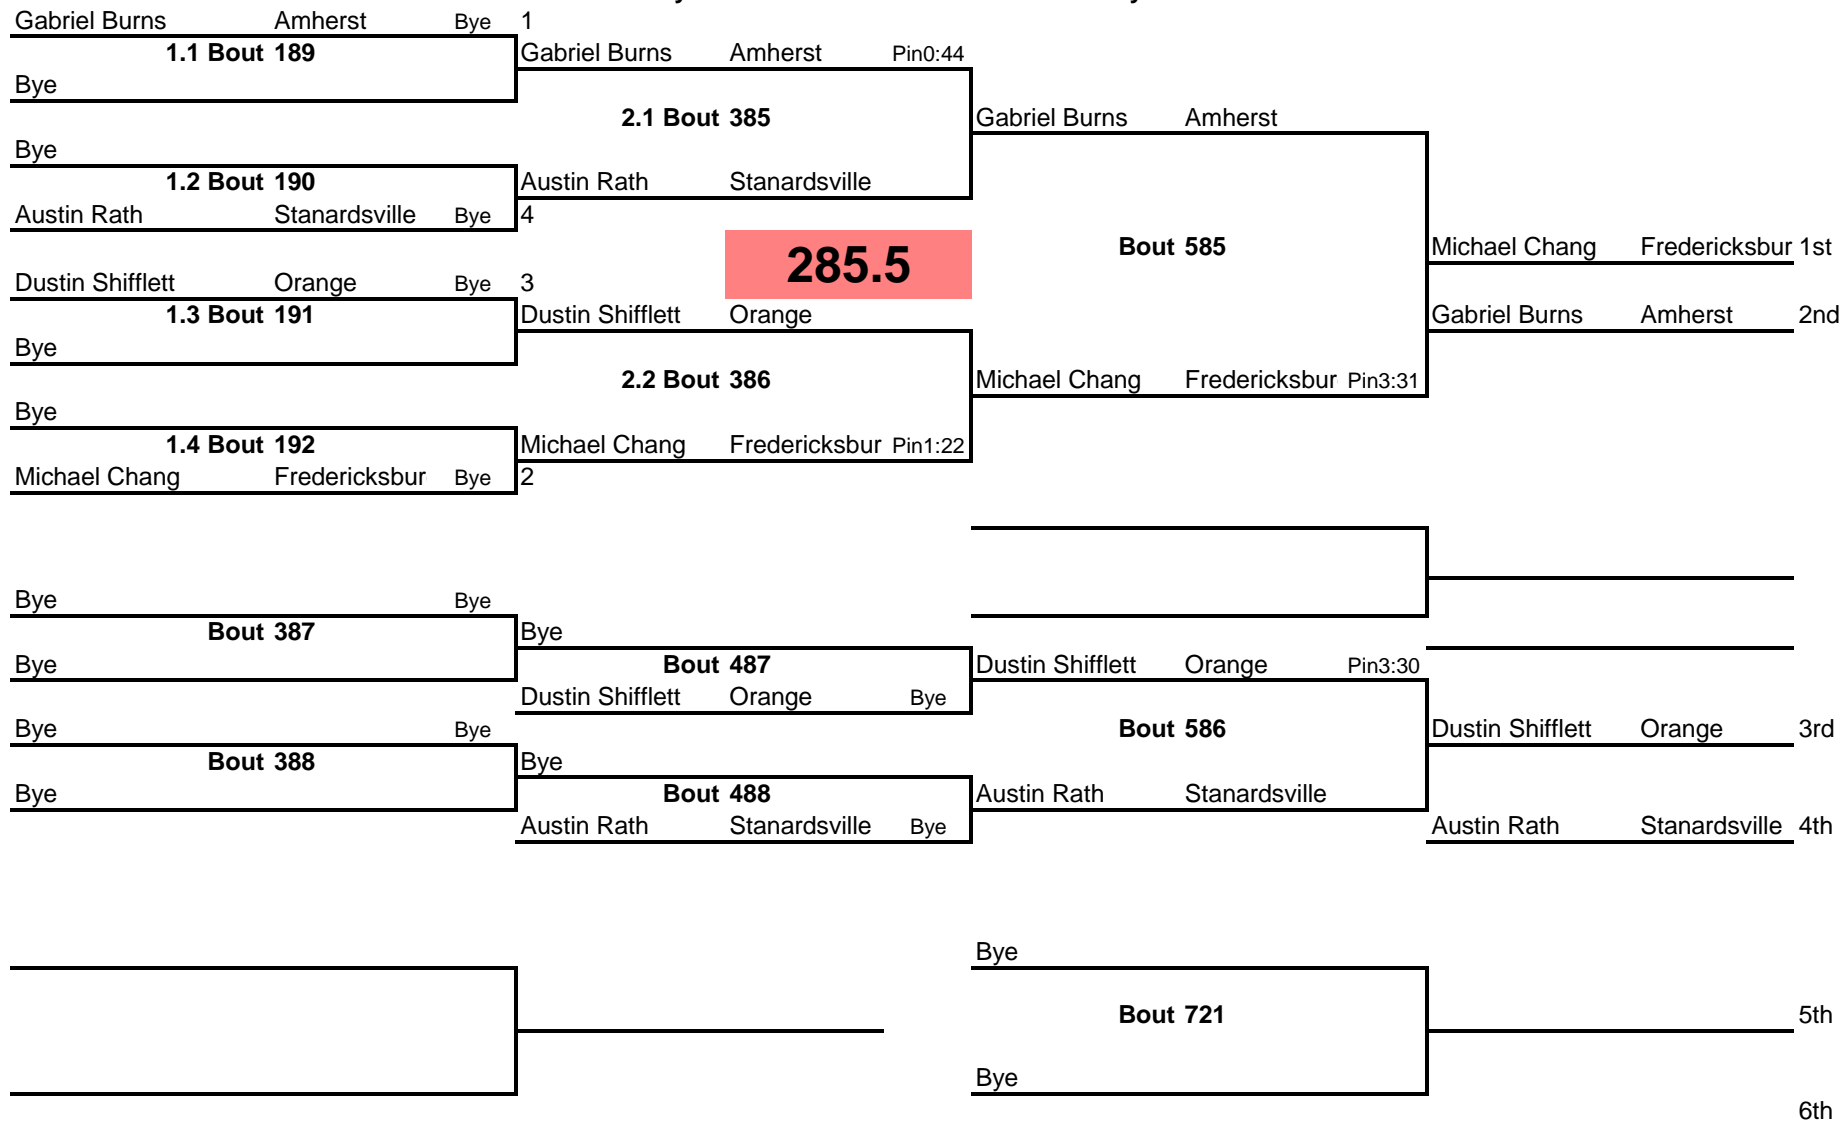 Gabriel Burns Amherst Bye 1
1.1 Bout 189 Gabriel Burns Amherst Pin0:44
Bye
2.1 Bout 385 Gabriel Burns Amherst
Bye
1.2 Bout 190 Austin Rath Stanardsville
Austin Rath Stanardsville Bye 4
285.5 Bout 585 Michael Chang Fredericksbur 1st
Dustin Shifflett Orange Bye 3
1.3 Bout 191 Dustin Shifflett Orange Gabriel Burns Amherst 2nd
Bye
2.2 Bout 386 Michael Chang Fredericksbur Pin3:31
Bye
1.4 Bout 192 Michael Chang Fredericksbur Pin1:22
Michael Chang Fredericksbur Bye 2
Bye Bye
Bout 387 Bye
Bye Bout 487 Dustin Shifflett Orange Pin3:30
Dustin Shifflett Orange Bye
Bye Bye Bout 586 Dustin Shifflett Orange 3rd
Bout 388 Bye
Bye Bout 488 Austin Rath Stanardsville
Austin Rath Stanardsville Bye Austin Rath Stanardsville 4th
Bye
Bout 721 5th
Bye
6th